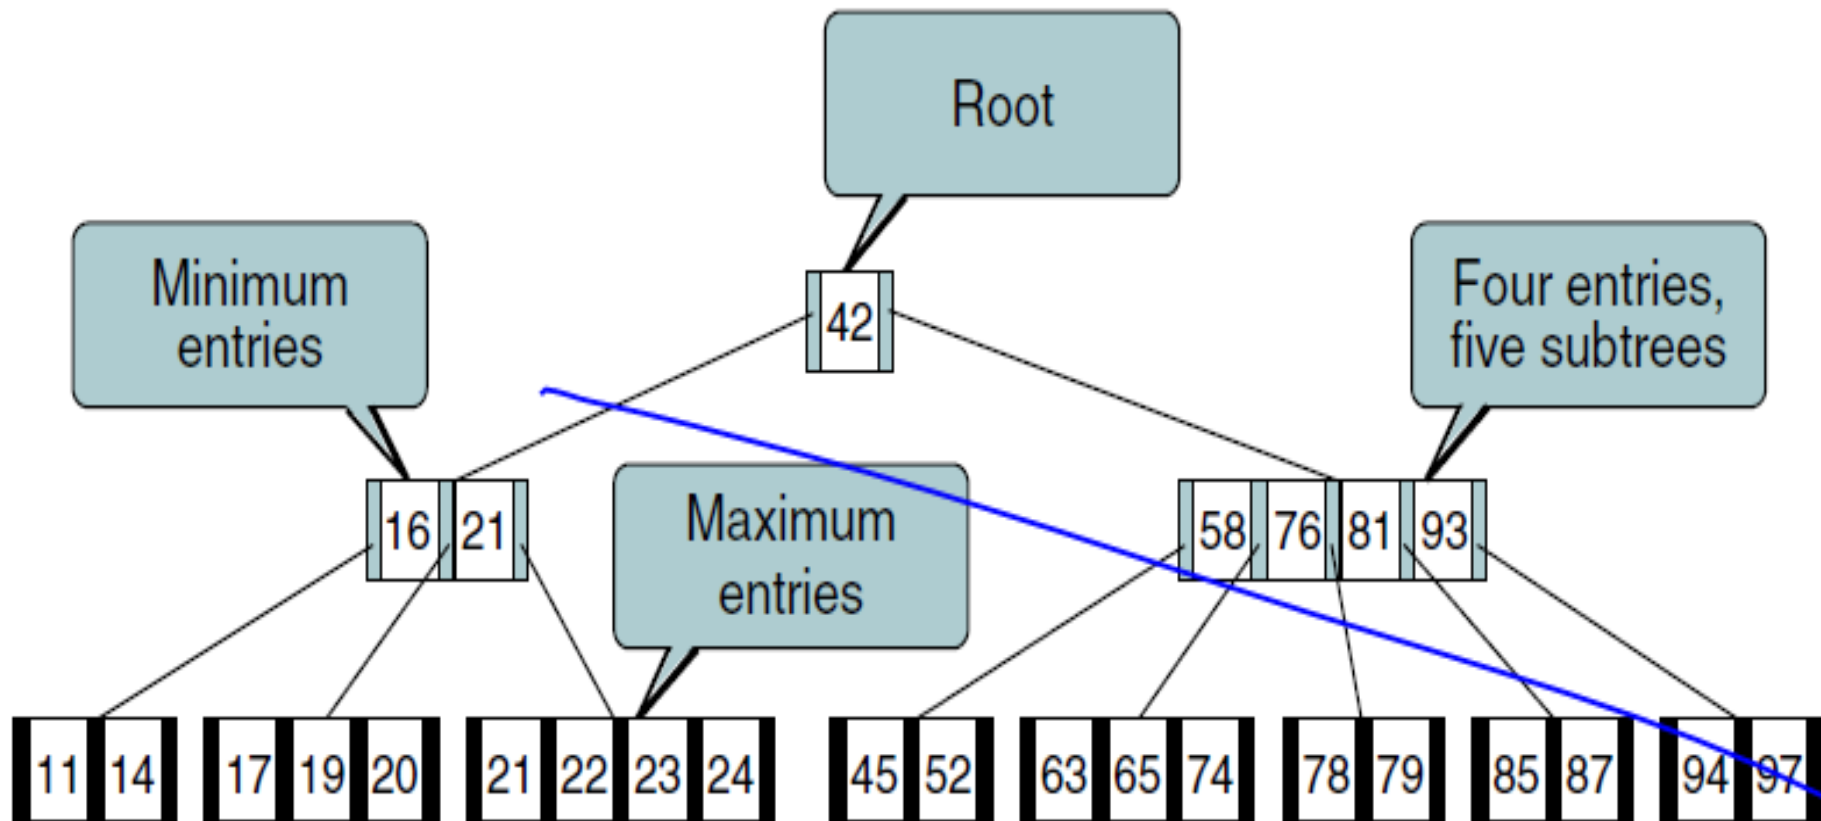 Root
Minimum
entries
Four entries,
five subtrees
42
16 21
Maximum
entries
58 76 81 93
11 14 17 19 20 21 22 23 24 45 52 63 65 74 78 79 85 87 94 97